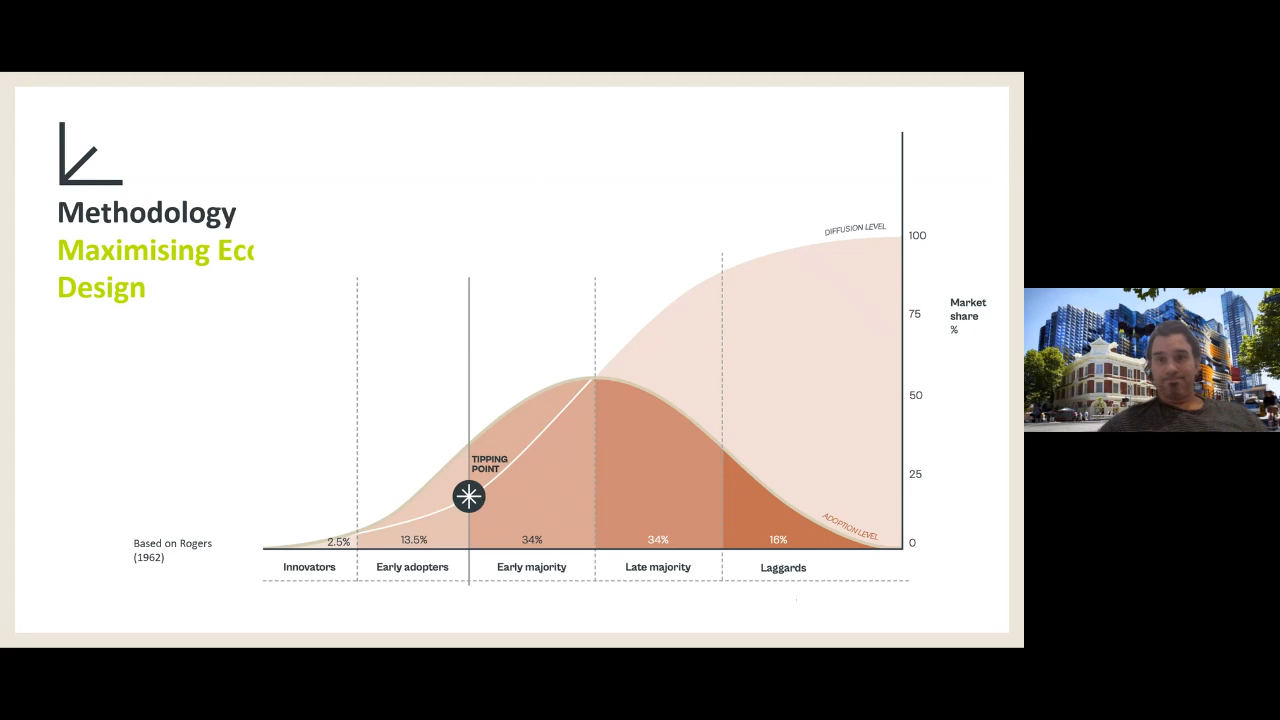 Methodology
Maximising Ecc
Design
DIFFUSION LEVEL
100
Market
share
%
75
50
25
0
TIPPING
POINT
ADOPTION LEVEL
2.5%
13.5%
34%
34%
16%
Based on Rogers
(1962)
Innovators
Early adopters
Early majority
Late majority
Laggards